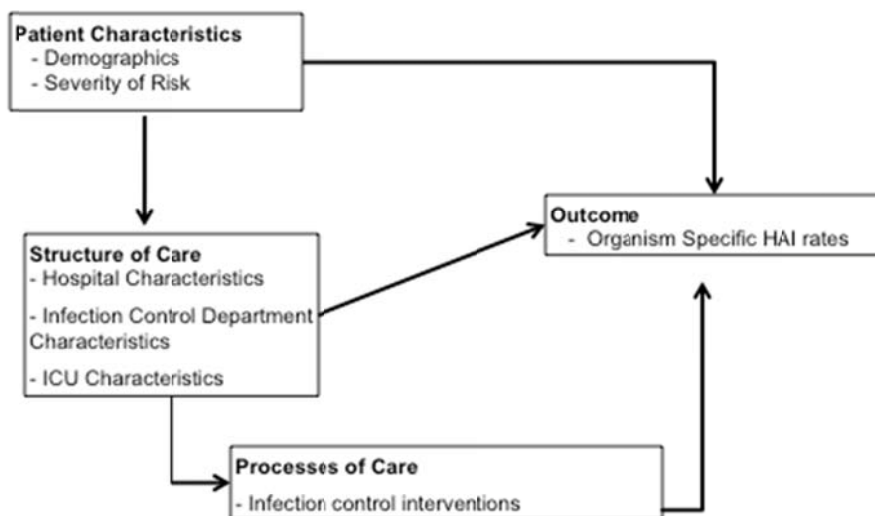 Patient Characteristics
- Demographics
- Severity of Risk
Structure of Care
- Hospital Characteristics
- Infection Control Department
Characteristics
- ICU Characteristics
Outcome
- Organism Specific HAI rates
Processes of Care
- Infection control interventions